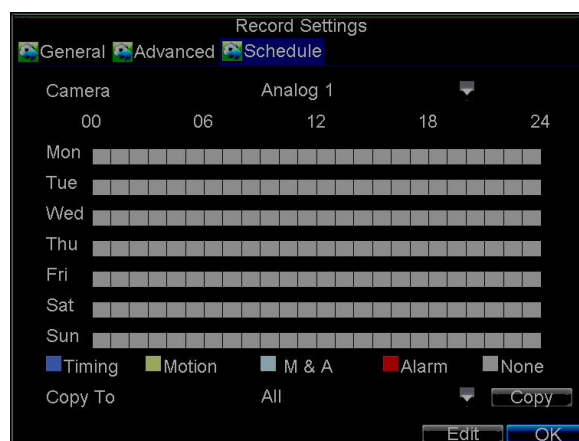 Record Settings
General Advanced Schedule
Camera Analog 1
00 06 12 18 24
Mon
Tue
Wed
Thu
Fri
Sat
Sun
Timing Motion M & A Alarm None
Copy To All Copy
Edit OK